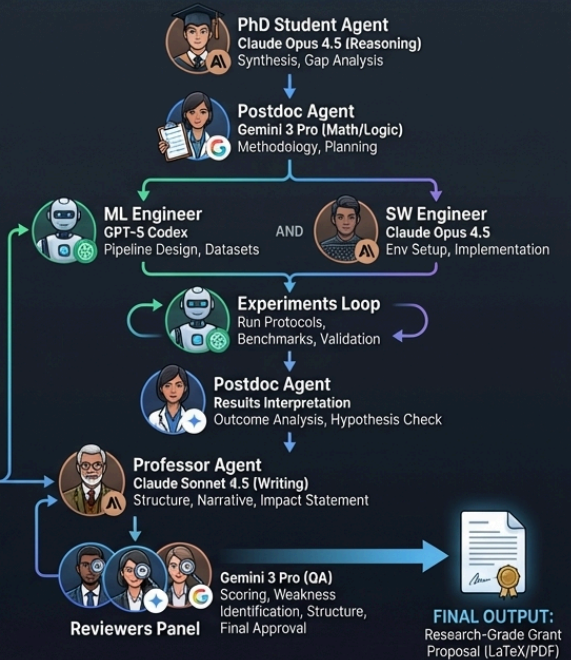 PhD Student Agent
Claude Opus 4.5 (Reasoning)
Synthesis, Gap Analysis
Postdoc Agent
Gemini 3 Pro (Math/Logic)
Methodology, Planning
ML Engineer
GPT-5 Codex
Pipeline Design, Datasets
AND
SW Engineer
Claude Opus 4.5
Env Setup, Implementation
Experiments Loop
Run Protocols,
Benchmarks, Validation
Postdoc Agent
Results Interpretation
Outcome Analysis, Hypothesis Check
Professor Agent
Claude Sonnet 4.5 (Writing)
Structure, Narrative, Impact Statement
Reviewers Panel
Gemini 3 Pro (QA)
Scoring, Weakness
Identification, Structure,
Final Approval
FINAL OUTPUT:
Research-Grade Grant
Proposal (LaTeX/PDF)